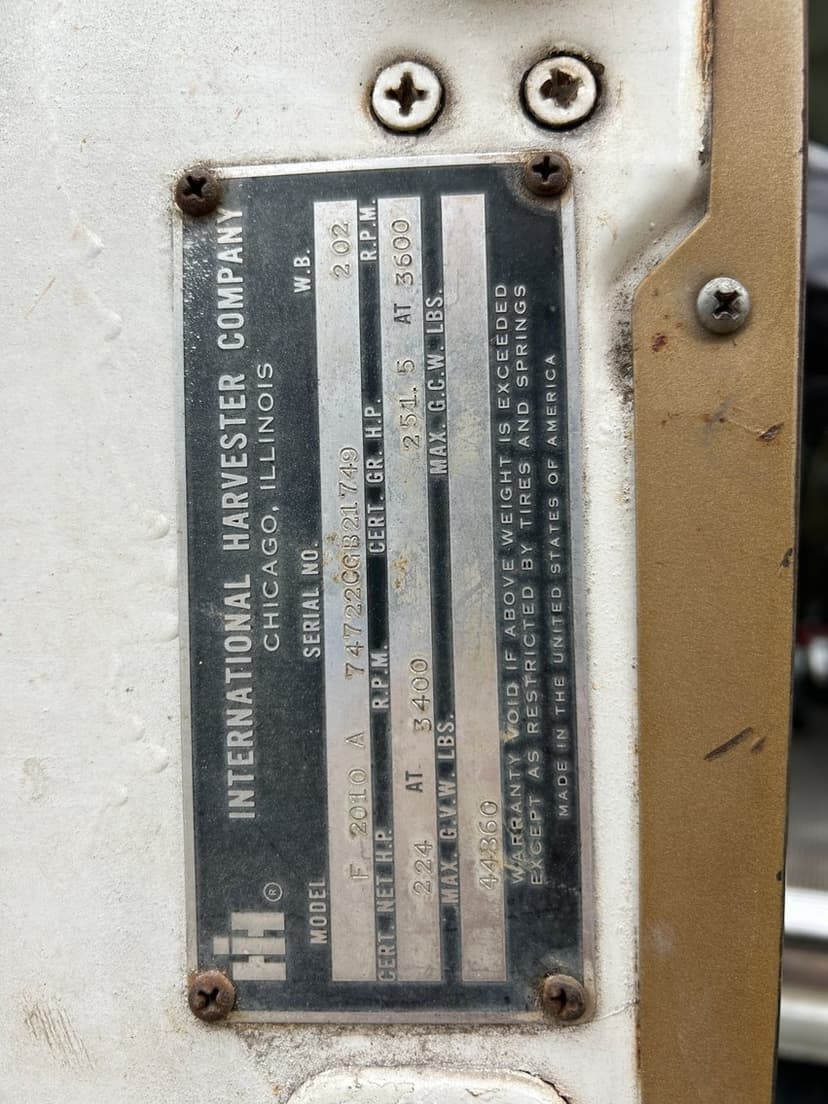 INTERNATIONAL HARVESTER COMPANY
IH ®
CHICAGO, ILLINOIS
MODEL SERIAL NO. W.B.
F 2010 A 74722CGB21749 202
CERT. NET H.P. R.P.M. CERT. GR. H.P. R.P.M.
224 AT 3400 251.5 AT 3600
MAX. G.V.W. LBS. MAX. G.C.W. LBS.
44860
WARRANTY VOID IF ABOVE WEIGHT IS EXCEEDED
EXCEPT AS RESTRICTED BY TIRES AND SPRINGS
MADE IN THE UNITED STATES OF AMERICA